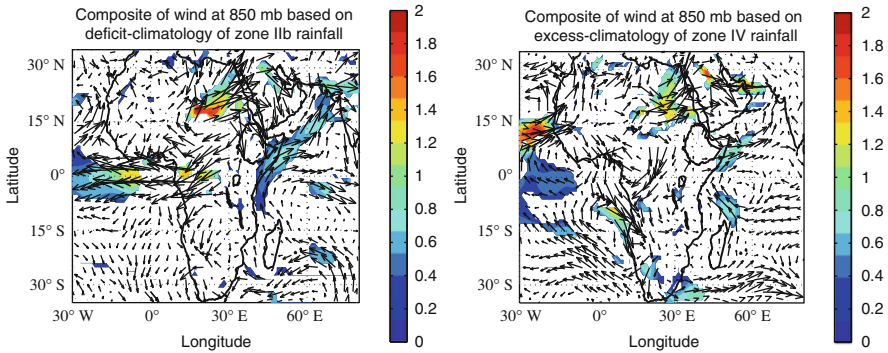 Composite of wind at 850 mb based on
deficit-climatology of zone IIb rainfall
30° N
15° N
0°
15° S
30° S
Latitude
30° W
0°
30° E
60° E
Longitude
2
1.8
1.6
1.4
1.2
1
0.8
0.6
0.4
0.2
0
Composite of wind at 850 mb based on
excess-climatology of zone IV rainfall
30° N
15° N
0°
15° S
30° S
Latitude
30° W
0°
30° E
60° E
Longitude
2
1.8
1.6
1.4
1.2
1
0.8
0.6
0.4
0.2
0